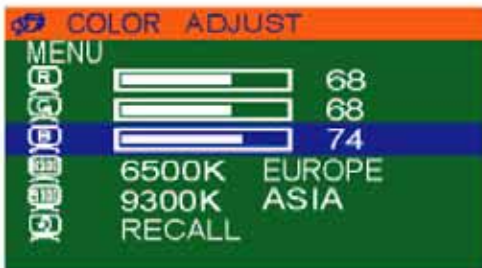 COLOR ADJUST
MENU
R 68
G 68
B 74
6500K EUROPE
9300K ASIA
RECALL